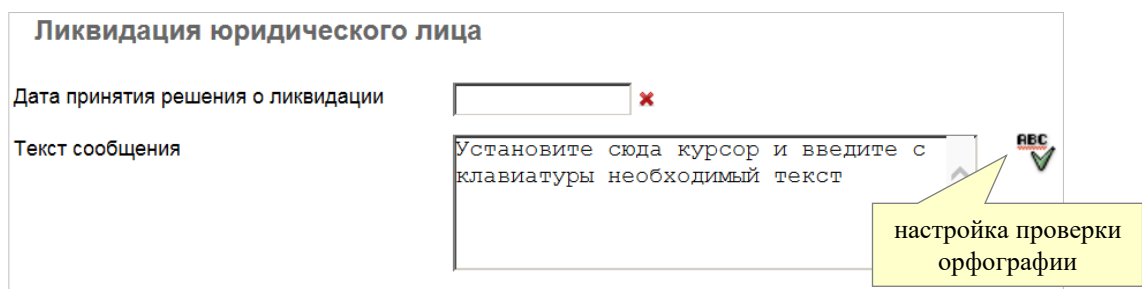 Ликвидация юридического лица
Дата принятия решения о ликвидации
Текст сообщения
Установите сюда курсор и введите с
клавиатуры необходимый текст
ABC
настройка проверки
орфографии